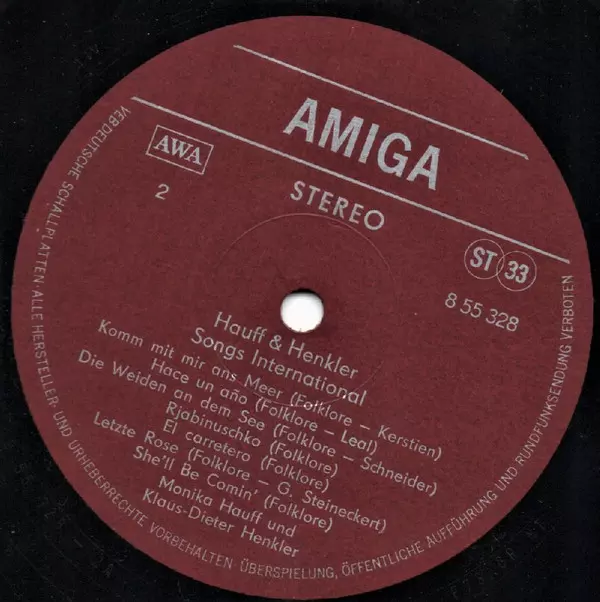 AMIGA
AWA
STEREO
2
ST 33
8 55 328
Hauff & Henkler
Songs International
Komm mit mir ans Meer (Folklore – Kerstien)
Hace un año (Folklore – Leal)
Die Weiden an dem See (Folklore – Schneider)
Rjabinuschko (Folklore)
El carretero (Folklore)
Letzte Rose (Folklore – G. Steineckert)
She'll Be Comin' (Folklore)
Monika Hauff und
Klaus-Dieter Henkler
VEB DEUTSCHE SCHALLPLATTEN · ALLE HERSTELLER- UND URHEBERRECHTE VORBEHALTEN · ÜBERSPIELUNG, ÖFFENTLICHE AUFFÜHRUNG UND RUNDFUNKSENDUNG VERBOTEN